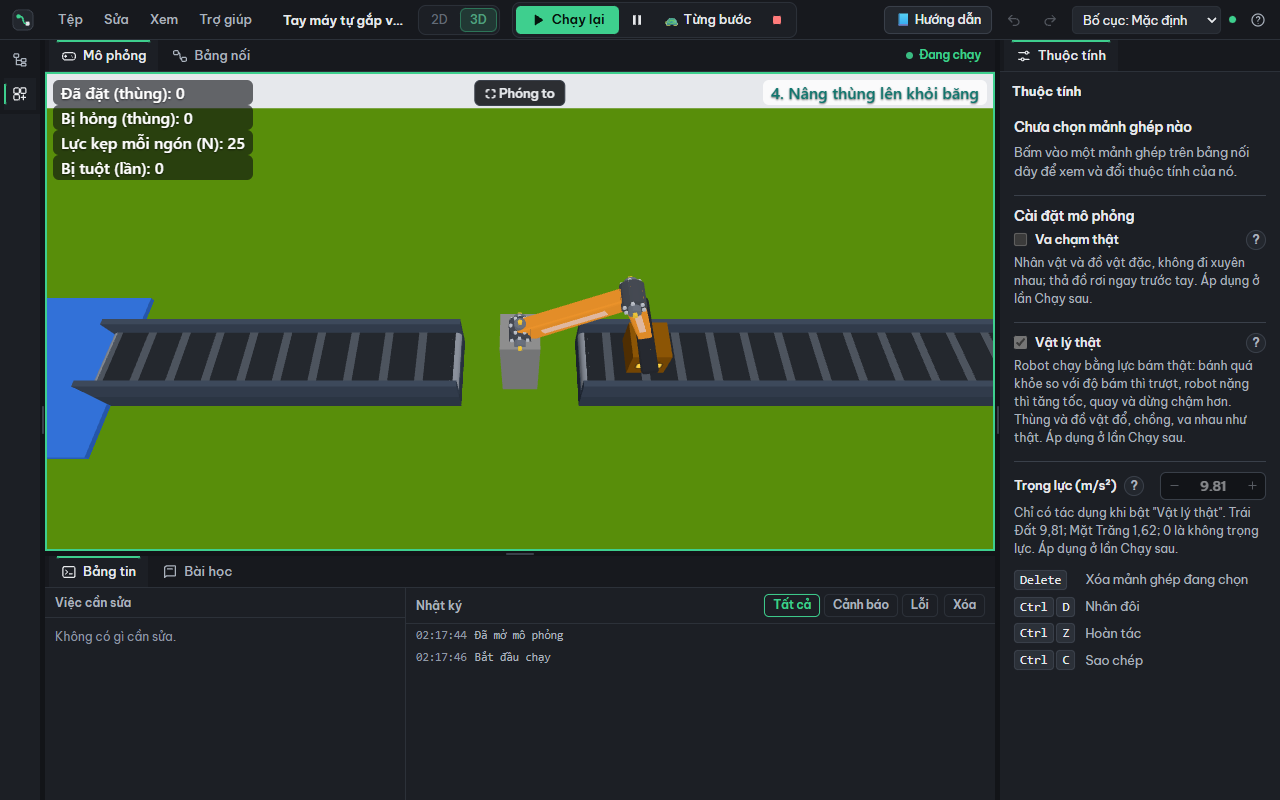 Tệp Sửa Xem Trợ giúp Tay máy tự gắp v... 2D 3D Chạy lại Từng bước Hướng dẫn Bố cục: Mặc định
Mô phỏng Bảng nối Đang chạy Thuộc tính
Đã đặt (thùng): 0
Bị hỏng (thùng): 0
Lực kẹp mỗi ngón (N): 25
Bị tuột (lần): 0
Phóng to
4. Nâng thùng lên khỏi băng
Thuộc tính
Chưa chọn mảnh ghép nào
Bấm vào một mảnh ghép trên bảng nối
dây để xem và đổi thuộc tính của nó.
Cài đặt mô phỏng
Va chạm thật ?
Nhân vật và đồ vật đặc, không đi xuyên
nhau; thả đồ rơi ngay trước tay. Áp dụng ở
lần Chạy sau.
Vật lý thật ?
Robot chạy bằng lực bám thật: bánh quá
khỏe so với độ bám thì trượt, robot nặng
thì tăng tốc, quay và dừng chậm hơn.
Thùng và đồ vật đổ, chồng, va nhau như
thật. Áp dụng ở lần Chạy sau.
Trọng lực (m/s²) ? − 9.81 +
Chỉ có tác dụng khi bật "Vật lý thật". Trái
Đất 9,81; Mặt Trăng 1,62; 0 là không trọng
lực. Áp dụng ở lần Chạy sau.
Delete Xóa mảnh ghép đang chọn
Ctrl D Nhân đôi
Ctrl Z Hoàn tác
Ctrl C Sao chép
Bảng tin Bài học
Việc cần sửa
Không có gì cần sửa.
Nhật ký Tất cả Cảnh báo Lỗi Xóa
02:17:44 Đã mở mô phỏng
02:17:46 Bắt đầu chạy